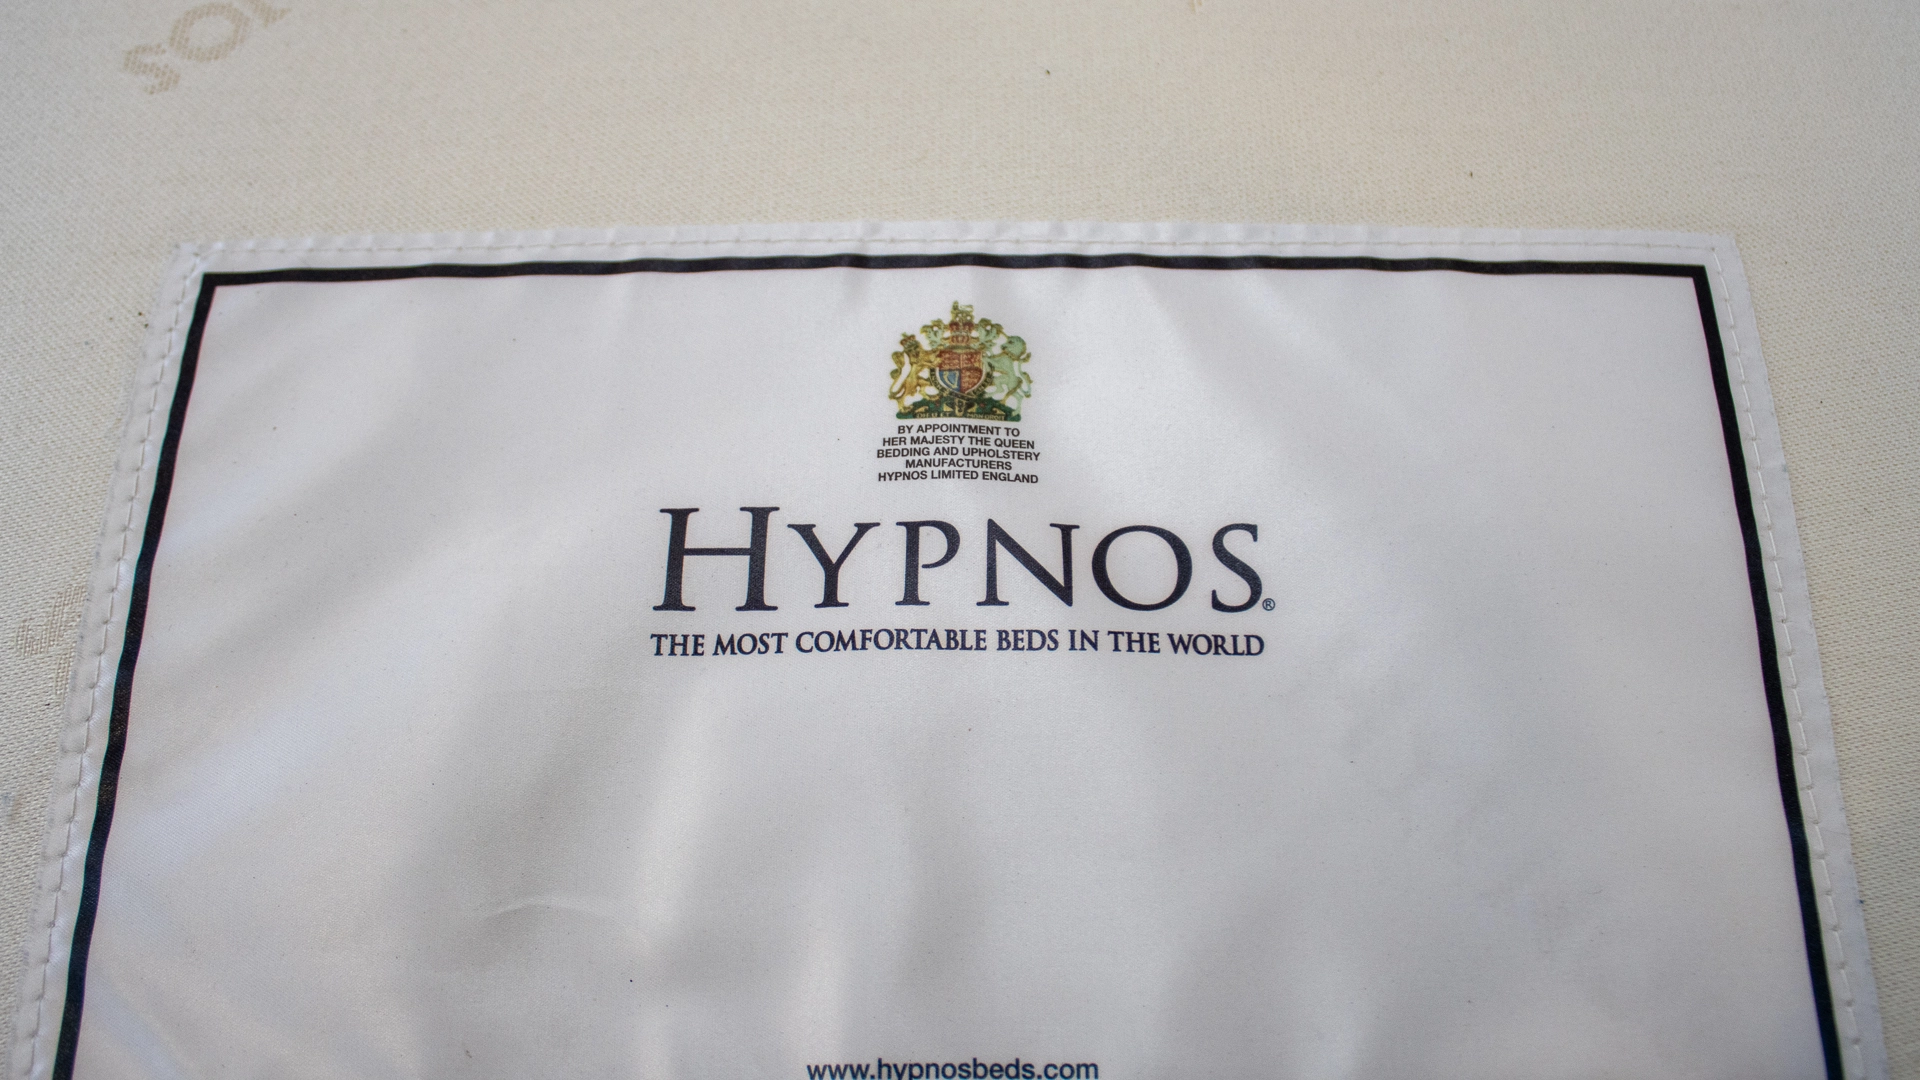 BY APPOINTMENT TO
HER MAJESTY THE QUEEN
BEDDING AND UPHOLSTERY
MANUFACTURERS
HYPNOS LIMITED ENGLAND
HYPNOS®
THE MOST COMFORTABLE BEDS IN THE WORLD
www.hypnosbeds.com